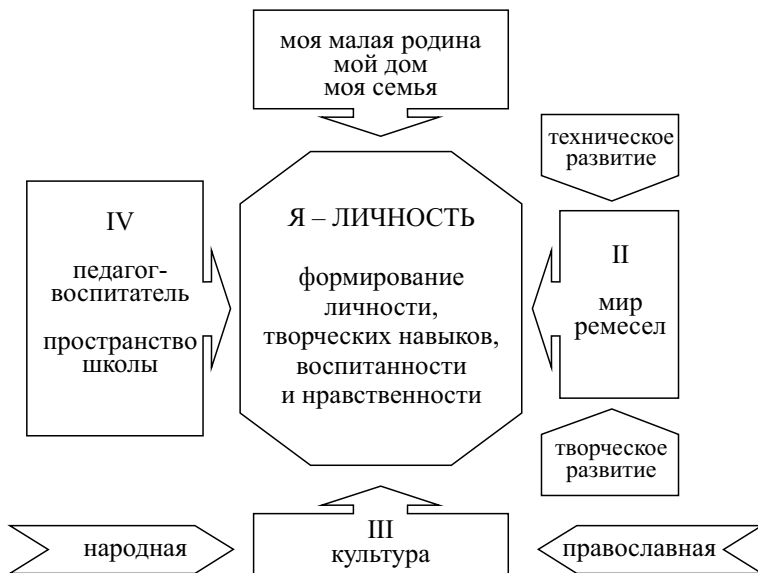 моя малая родина
мой дом
моя семья
техническое
развитие
IV
педагог-
воспитатель
пространство
школы
Я – ЛИЧНОСТЬ
формирование
личности,
творческих навыков,
воспитанности
и нравственности
II
мир
ремесел
творческое
развитие
народная
III
культура
православная